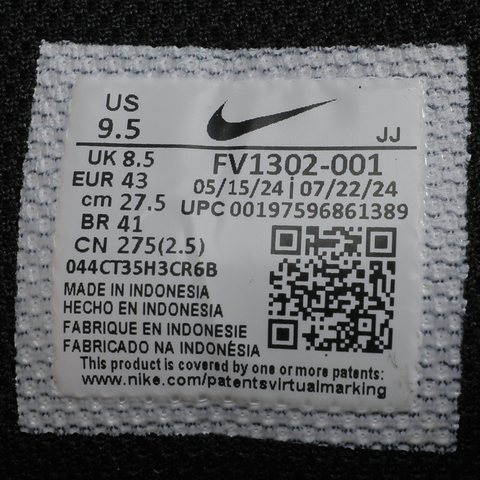 US
9.5
JJ
UK 8.5
FV1302-001
EUR 43
05/15/24 | 07/22/24
cm 27.5
UPC 00197596861389
BR 41
CN 275(2.5)
044CT35H3CR6B
MADE IN INDONESIA
HECHO EN INDONESIA
FABRIQUE EN INDONESIE
FABRICADO NA INDONÉSIA
This product is covered by one or more patents:
www.nike.com/patentsvirtualmarking